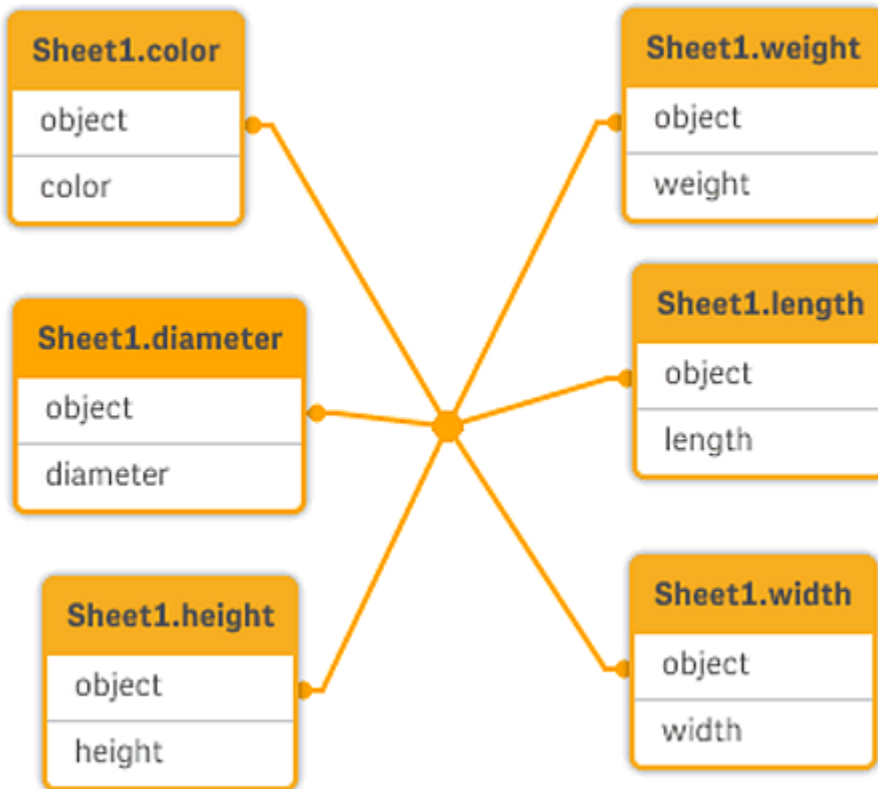 Sheet1.color
object
color
Sheet1.diameter
object
diameter
Sheet1.height
object
height
Sheet1.weight
object
weight
Sheet1.length
object
length
Sheet1.width
object
width